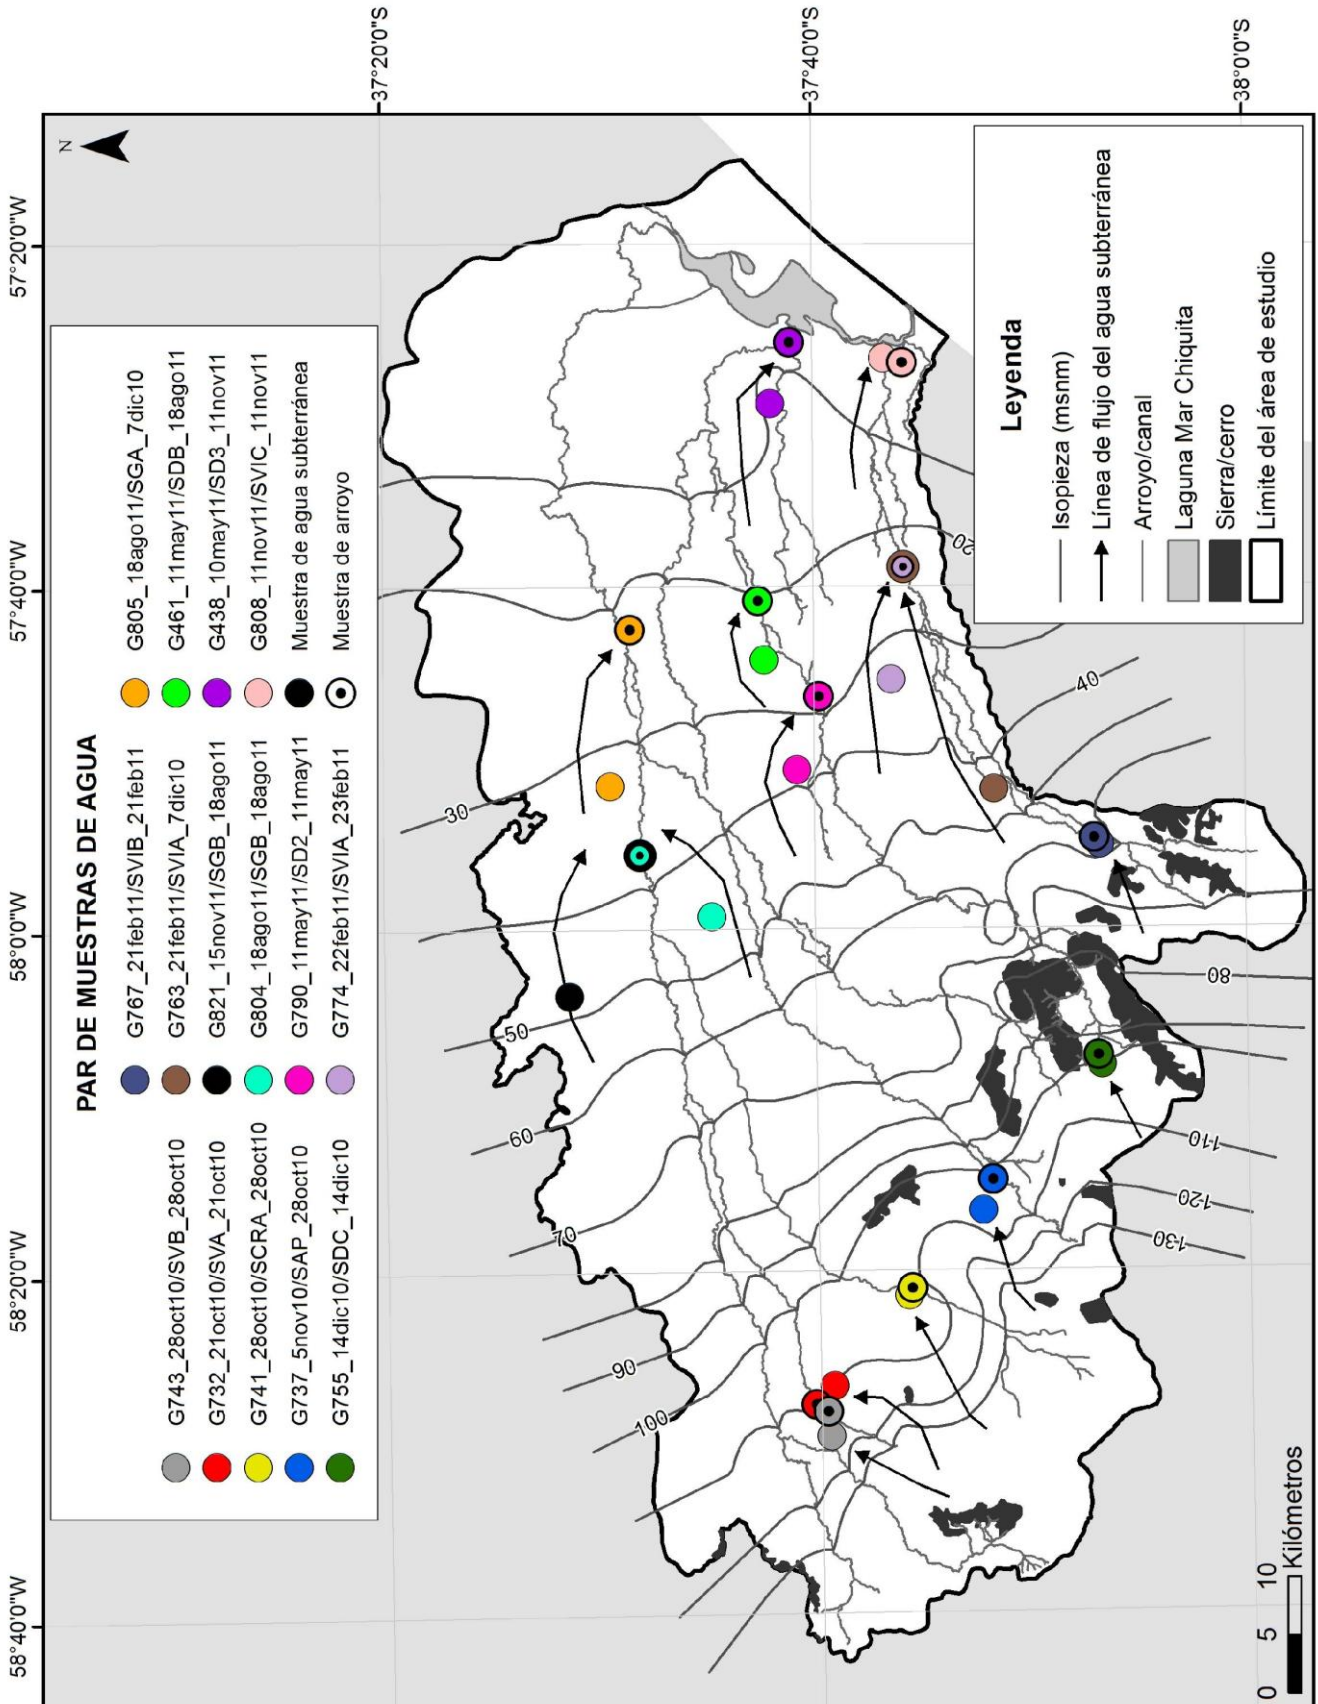 58°40'0"W
58°20'0"W
58°0'0"W
57°40'0"W
57°20'0"W
PAR DE MUESTRAS DE AGUA
G743_28oct10/SVB_28oct10
G732_21oct10/SVA_21oct10
G741_28oct10/SCRA_28oct10
G737_5nov10/SAP_28oct10
G755_14dic10/SDC_14dic10
G767_21feb11/SVIB_21feb11
G763_21feb11/SVIA_7dic10
G821_15nov11/SGB_18ago11
G804_18ago11/SGB_18ago11
G790_11may11/SD2_11may11
G774_22feb11/SVIA_23feb11
G805_18ago11/SGA_7dic10
G461_11may11/SDB_18ago11
G438_10may11/SD3_11nov11
G808_11nov11/SVIC_11nov11
Muestra de agua subterránea
Muestra de arroyo
N
37°20'0"S
37°40'0"S
38°0'0"S
100
90
70
60
50
30
20
40
80
110
120
130
Leyenda
Isopieza (msnm)
Línea de flujo del agua subterránea
Arroyo/canal
Laguna Mar Chiquita
Sierra/cerro
Límite del área de estudio
0 5 10
Kilómetros